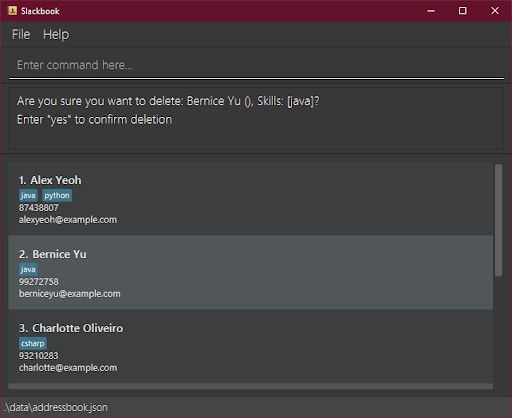 Slackbook
File Help
Enter command here...
Are you sure you want to delete: Bernice Yu (), Skills: [java]?
Enter "yes" to confirm deletion
1. Alex Yeoh
java python
87438807
alexyeoh@example.com
2. Bernice Yu
java
99272758
berniceyu@example.com
3. Charlotte Oliveiro
csharp
93210283
charlotte@example.com
.\data\addressbook.json